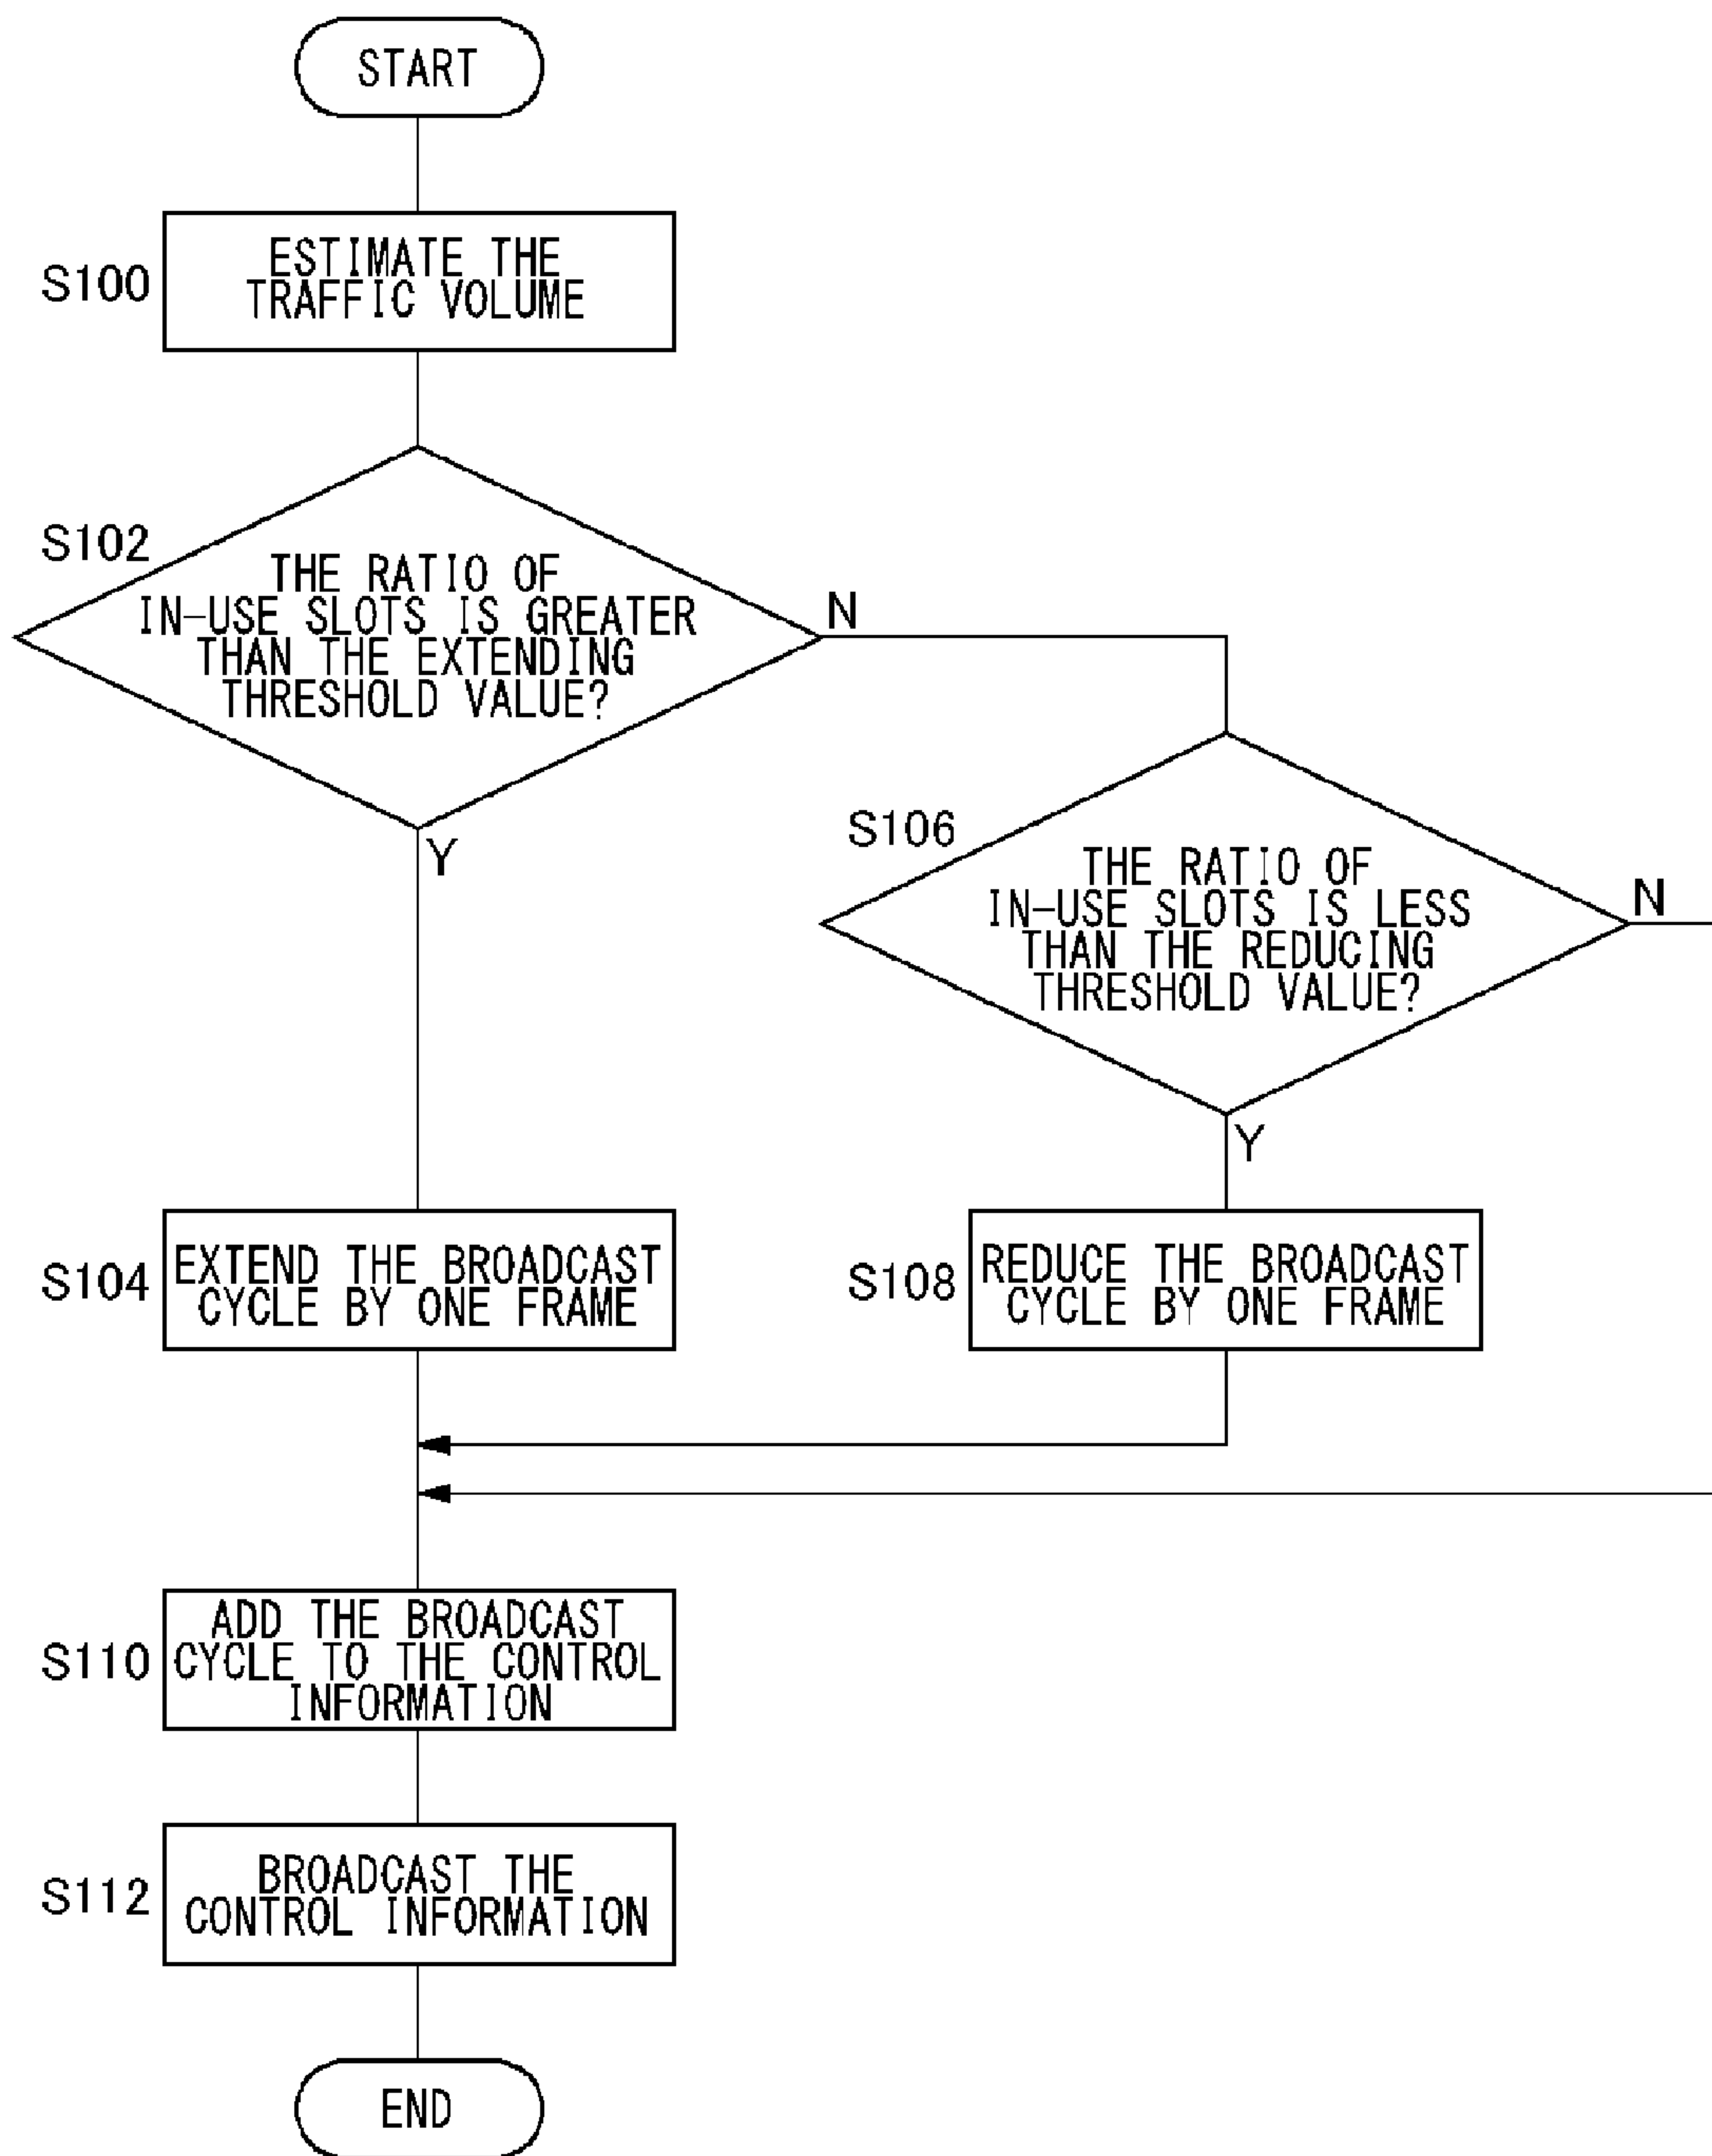 START
S100
ESTIMATE THE
TRAFFIC VOLUME
S102
THE RATIO OF
IN-USE SLOTS IS GREATER
THAN THE EXTENDING
THRESHOLD VALUE?
N
Y
S106
THE RATIO OF
IN-USE SLOTS IS LESS
THAN THE REDUCING
THRESHOLD VALUE?
N
Y
S104
EXTEND THE BROADCAST
CYCLE BY ONE FRAME
S108
REDUCE THE BROADCAST
CYCLE BY ONE FRAME
S110
ADD THE BROADCAST
CYCLE TO THE CONTROL
INFORMATION
S112
BROADCAST THE
CONTROL INFORMATION
END